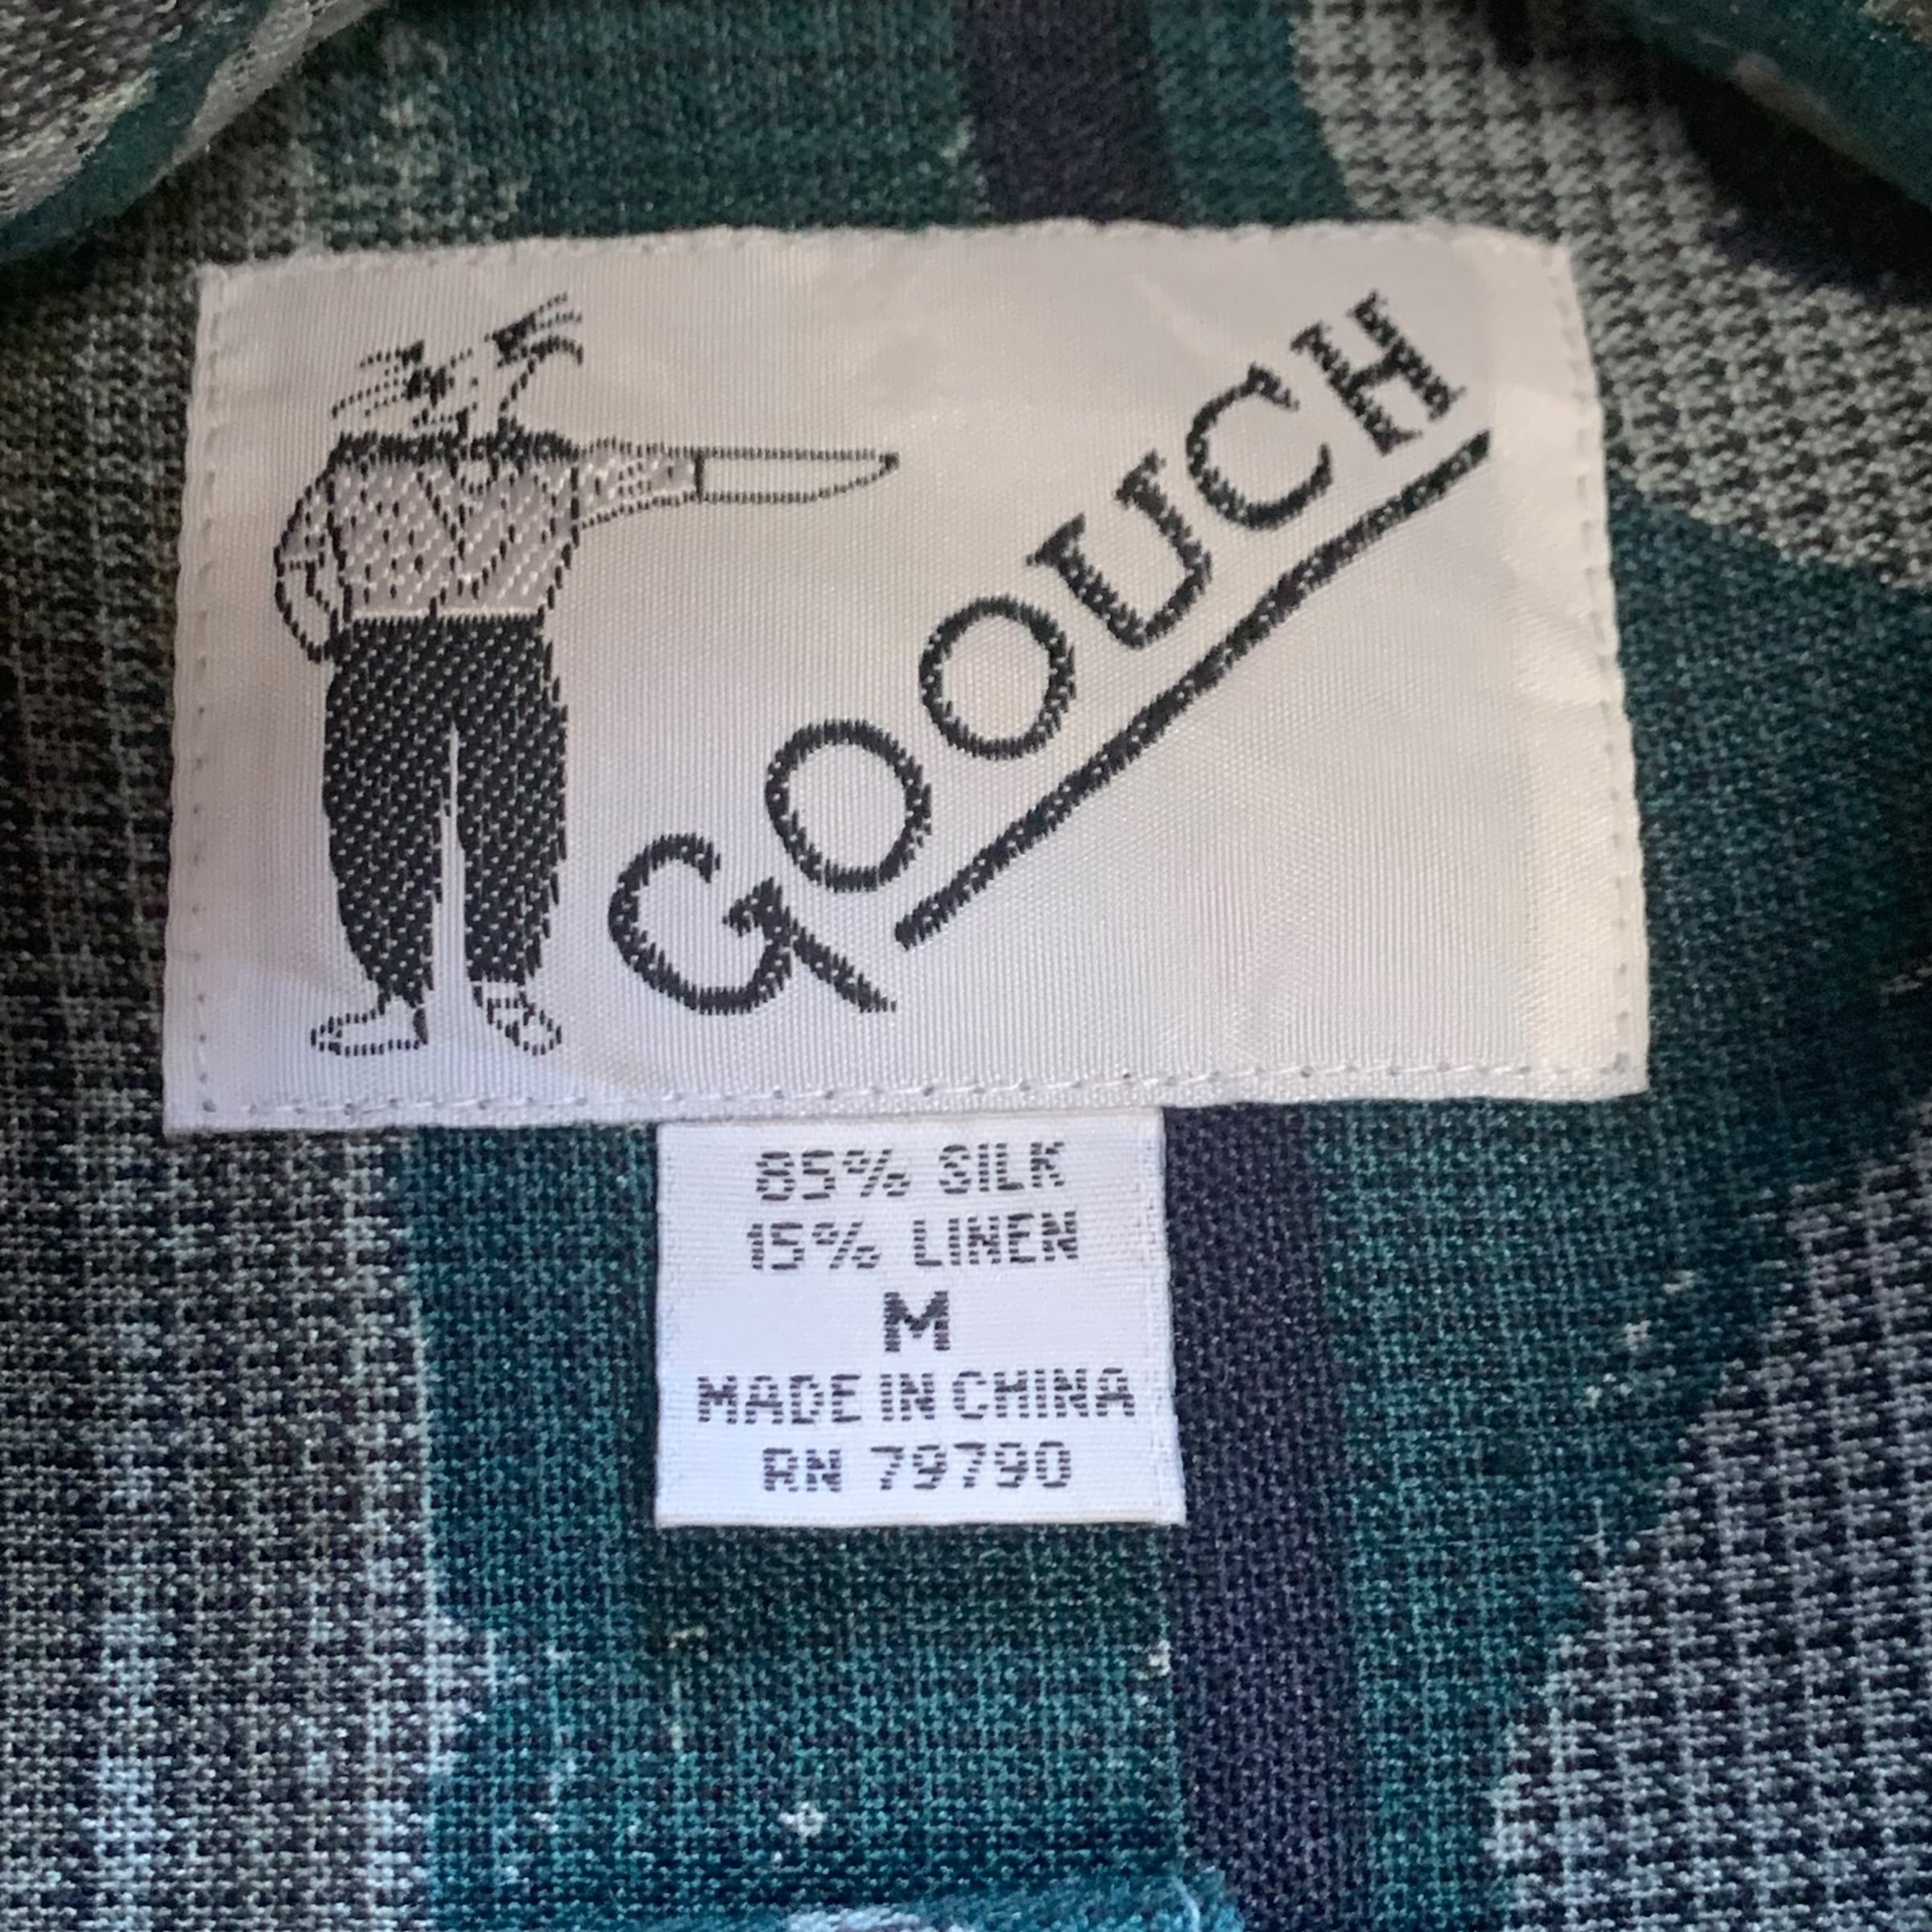 GOOUCH
85% SILK
15% LINEN
M
MADE IN CHINA
RN 79790